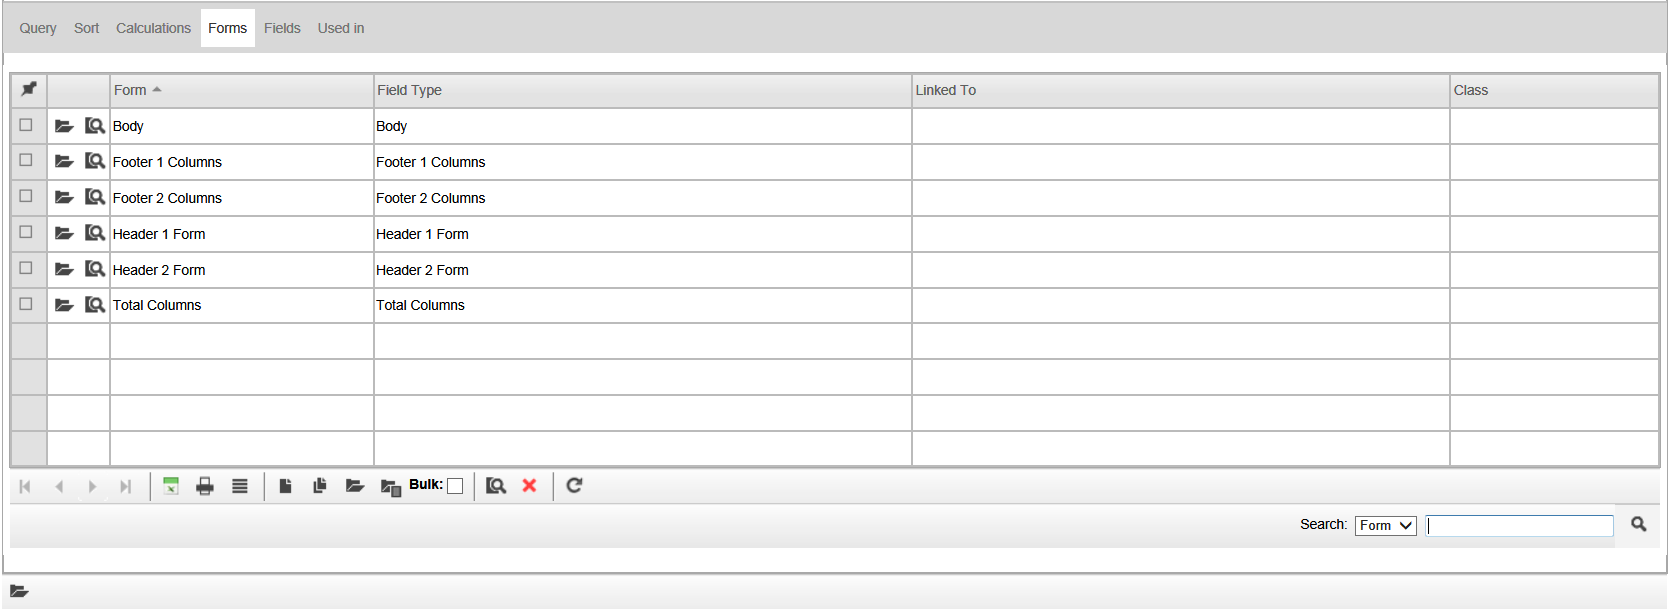 Query Sort Calculations Forms Fields Used in
Form Field Type Linked To Class
Body Body
Footer 1 Columns Footer 1 Columns
Footer 2 Columns Footer 2 Columns
Header 1 Form Header 1 Form
Header 2 Form Header 2 Form
Total Columns Total Columns
Bulk:
Search: Form